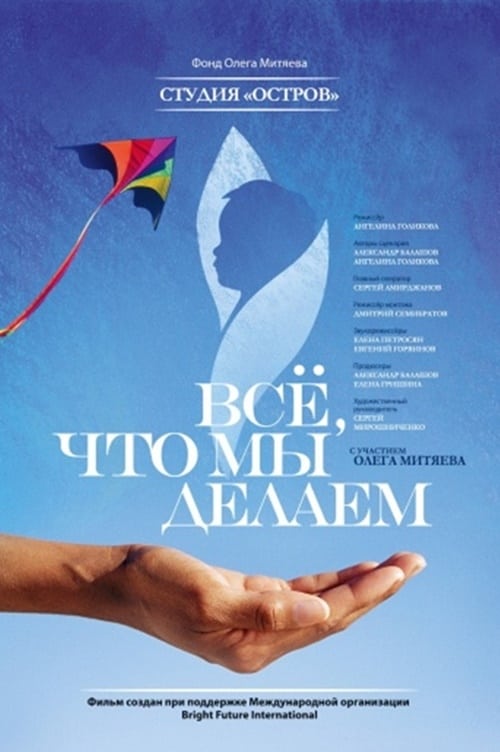 Фонд Олега Митяева
СТУДИЯ «ОСТРОВ»
Режиссёр
АНГЕЛИНА ГОЛИКОВА
Авторы сценария
АЛЕКСАНДР БАЛАШОВ
АНГЕЛИНА ГОЛИКОВА
Главный оператор
СЕРГЕЙ АМИРДЖАНОВ
Режиссёр монтажа
ДМИТРИЙ СЕМИБРАТОВ
Звукорежиссёры
ЕЛЕНА ПЕТРОСЯН
ЕВГЕНИЙ ГОРЯИНОВ
Продюсеры
АЛЕКСАНДР БАЛАШОВ
ЕЛЕНА ГРИШИНА
Художественный
руководитель
СЕРГЕЙ
МИРОШНИЧЕНКО
ВСЁ,
ЧТО МЫ
ДЕЛАЕМ
С УЧАСТИЕМ
ОЛЕГА МИТЯЕВА
Фильм создан при поддержке Международной организации
Bright Future International